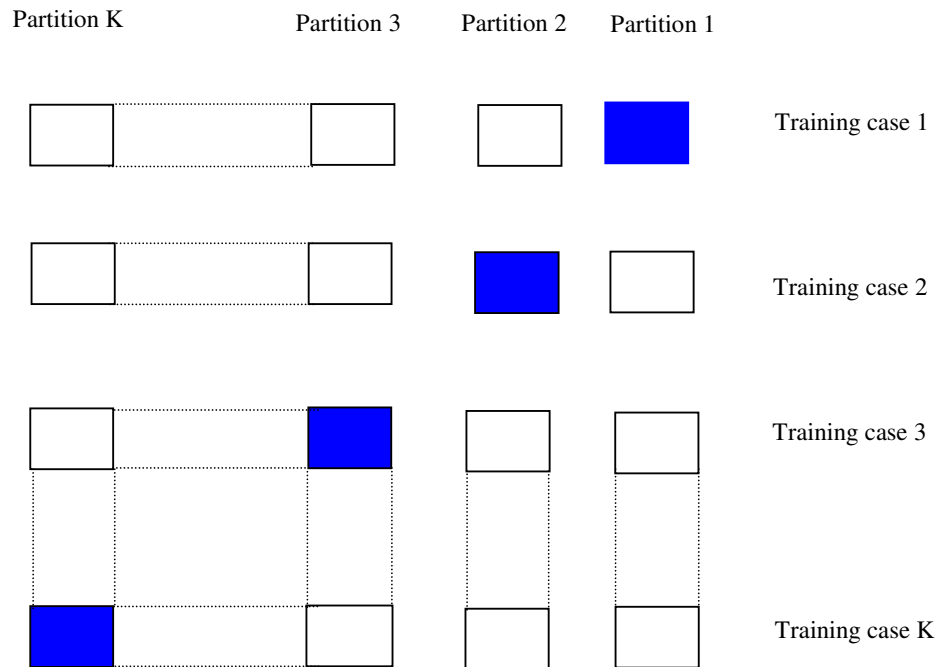 Partition K Partition 3 Partition 2 Partition 1
Training case 1
Training case 2
Training case 3
Training case K